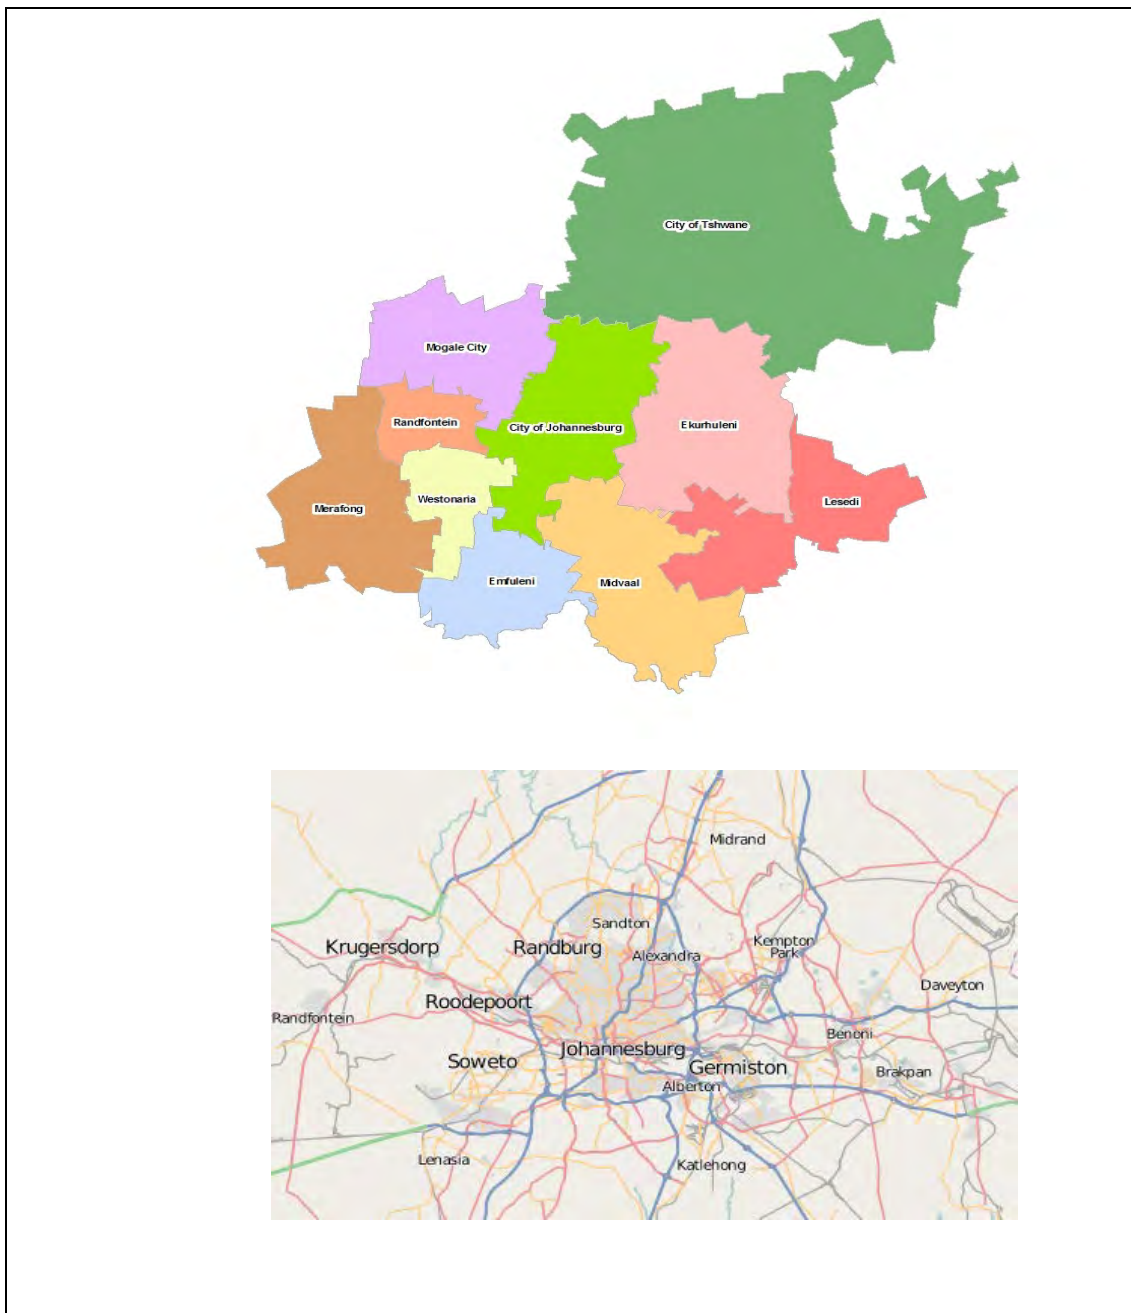 City of Tshwane
Mogale City
Randfontein
City of Johannesburg
Ekurhuleni
Westonaria
Merafong
Lesedi
Emfuleni
Midvaal
Midrand
Sandton
Krugersdorp
Randburg
Kempton
Park
Alexandra
Daveyton
Roodepoort
Randfontein
Benoni
Johannesburg
Soweto
Germiston
Brakpan
Alberton
Lenasia
Katlehong